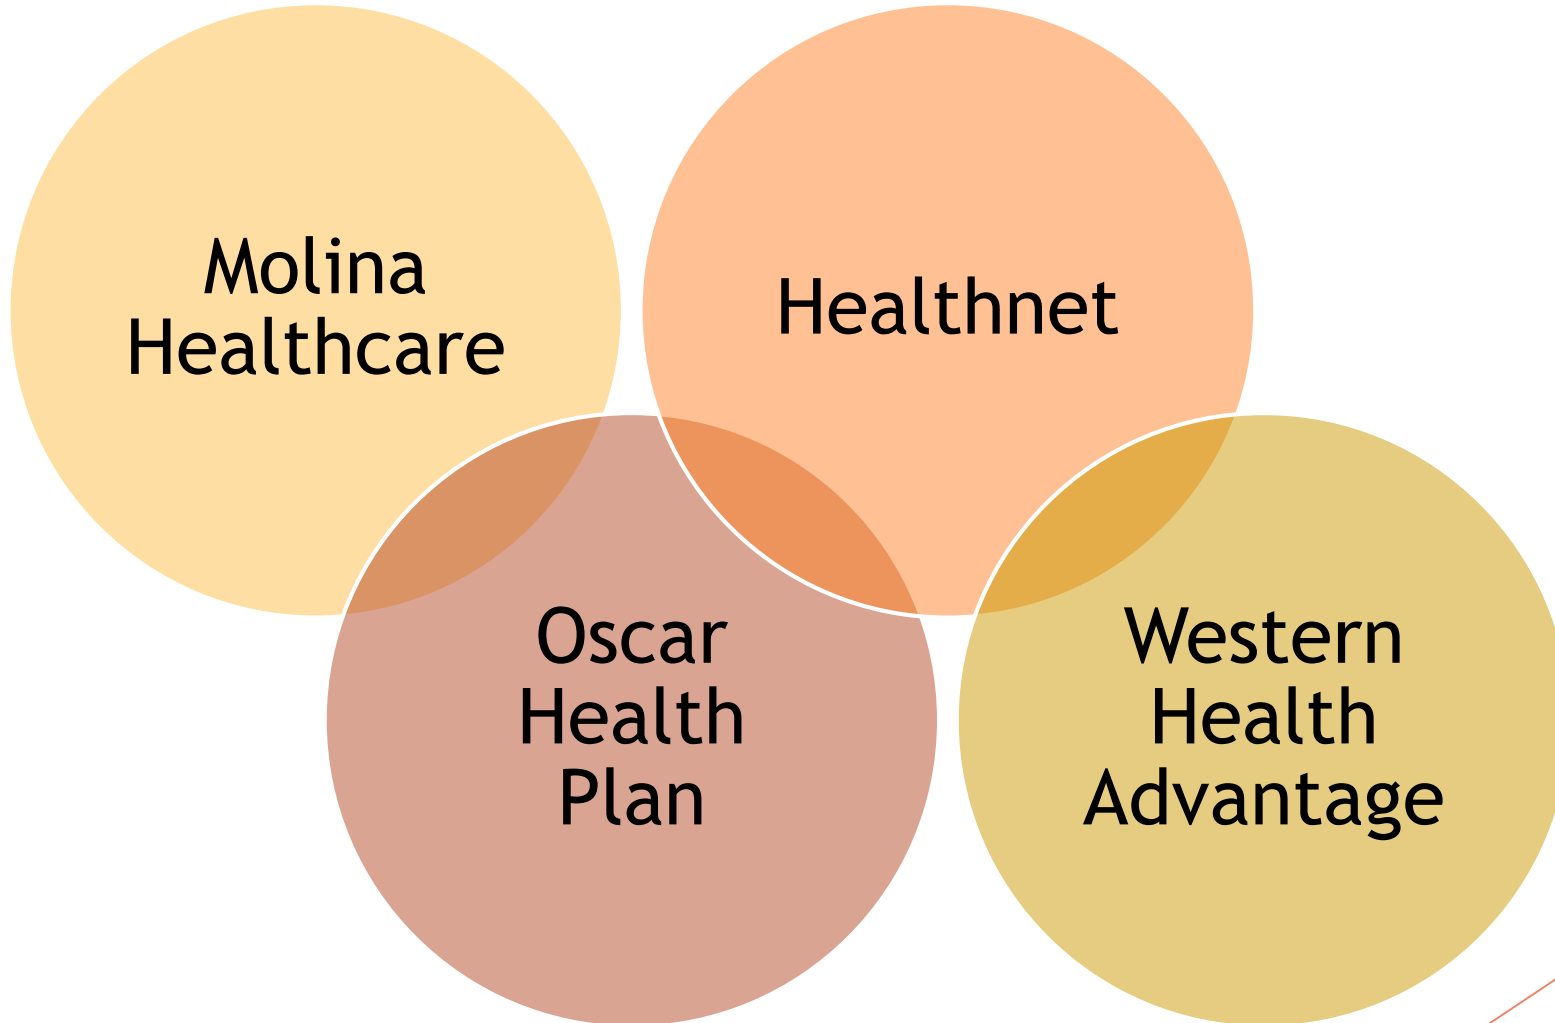 Molina
Healthcare
Healthnet
Oscar
Health
Plan
Western
Health
Advantage